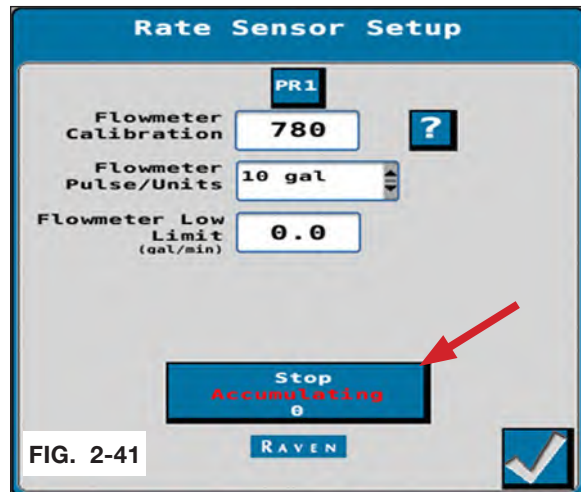 Rate Sensor Setup
PR1
Flowmeter
Calibration
780
?
Flowmeter
Pulse/Units
10 gal
Flowmeter Low
Limit
(gal/min)
0.0
Stop
Accumulating
0
RAVEN
FIG. 2-41